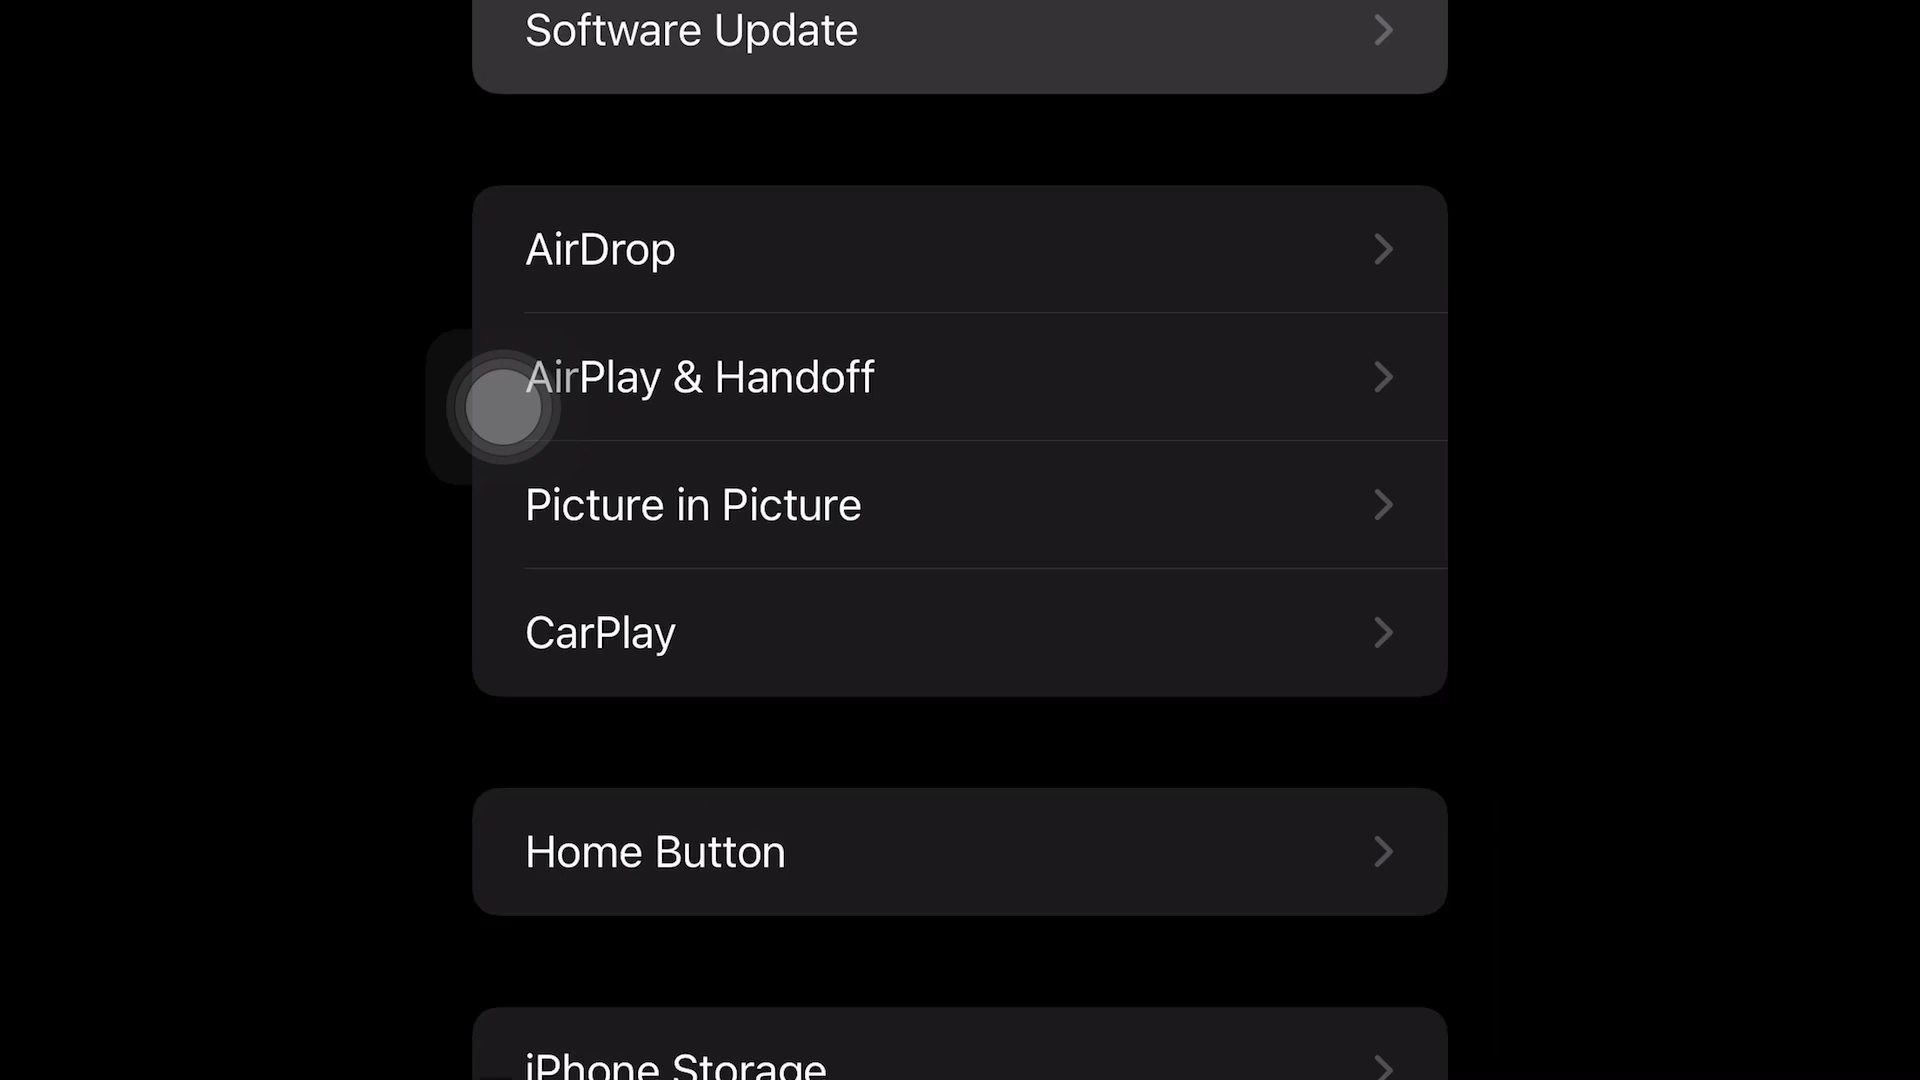 Software Update
AirDrop
AirPlay & Handoff
Picture in Picture
CarPlay
Home Button
iPhone Storage